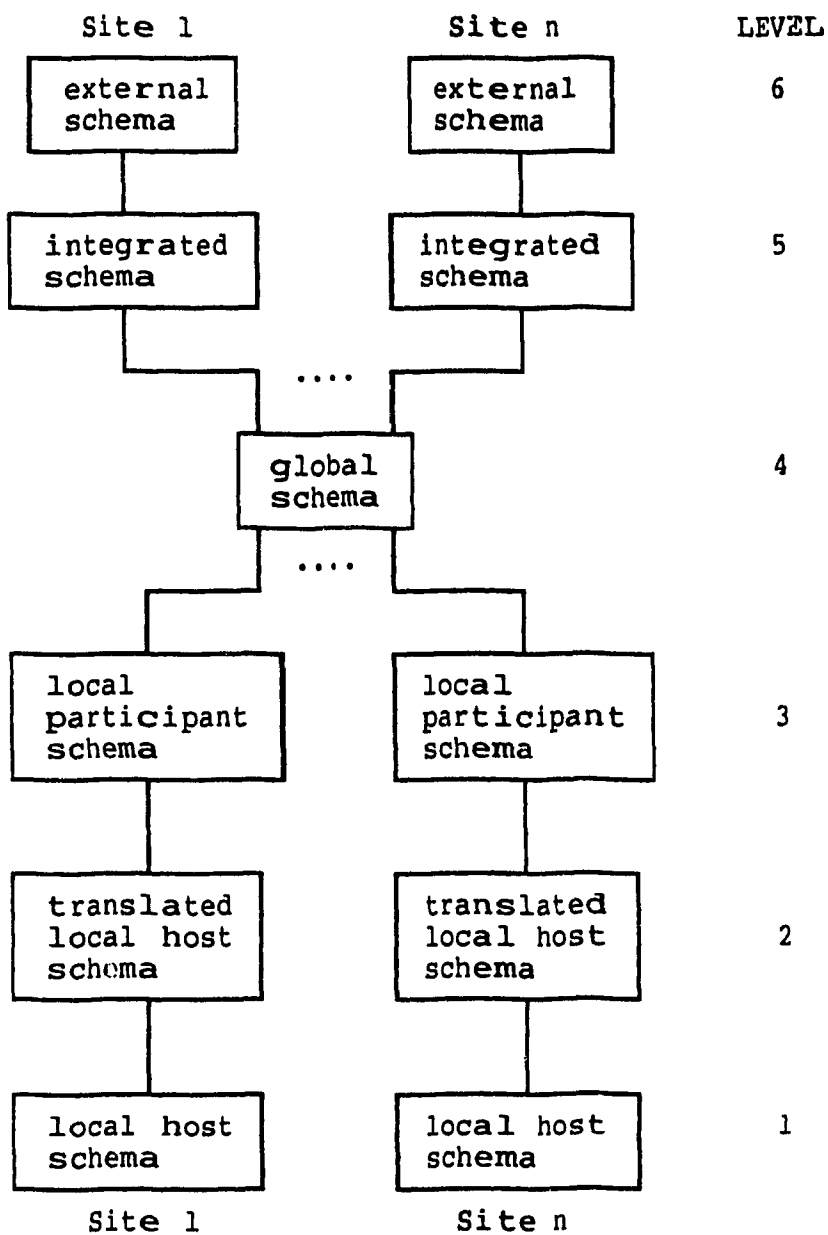 Site 1 Site n LEVEL
external external 6
schema schema
integrated integrated 5
schema schema
....
global 4
schema
....
local local
participant participant 3
schema schema
translated translated
local host local host 2
schema schema
local host local host 1
schema schema
Site 1 Site n